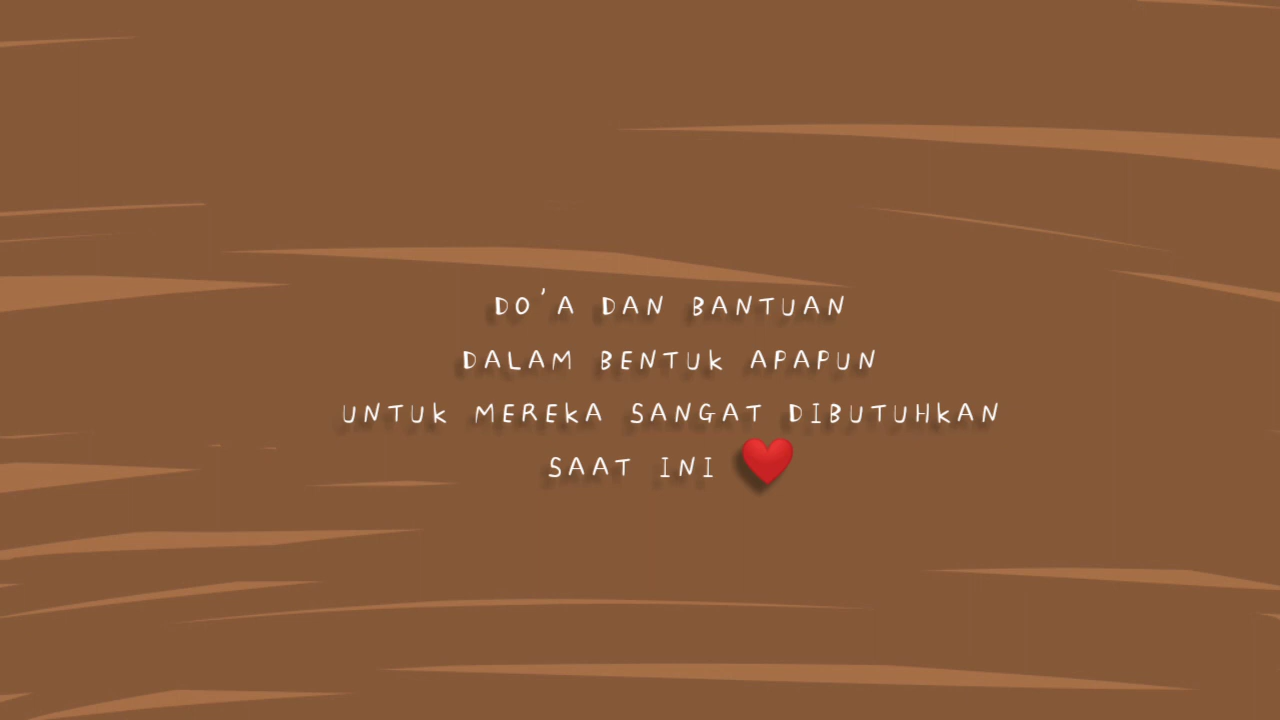 DO'A DAN BANTUAN
DALAM BENTUK APAPUN
UNTUK MEREKA SANGAT DIBUTUHKAN
SAAT INI ❤️